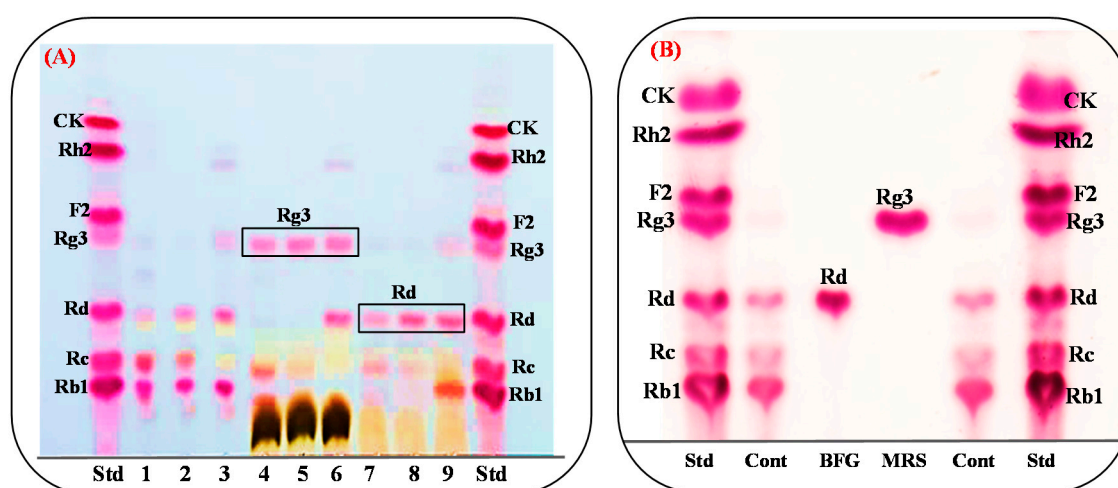 (A)
CK
Rh2
F2
Rg3
Rd
Rc
Rb1
Rg3
Rd
CK
Rh2
F2
Rg3
Rd
Rc
Rb1
Std 1 2 3 4 5 6 7 8 9 Std
(B)
CK
Rh2
F2
Rg3
Rd
Rc
Rb1
Rd
Rg3
CK
Rh2
F2
Rg3
Rd
Rc
Rb1
Std Cont BFG MRS Cont Std